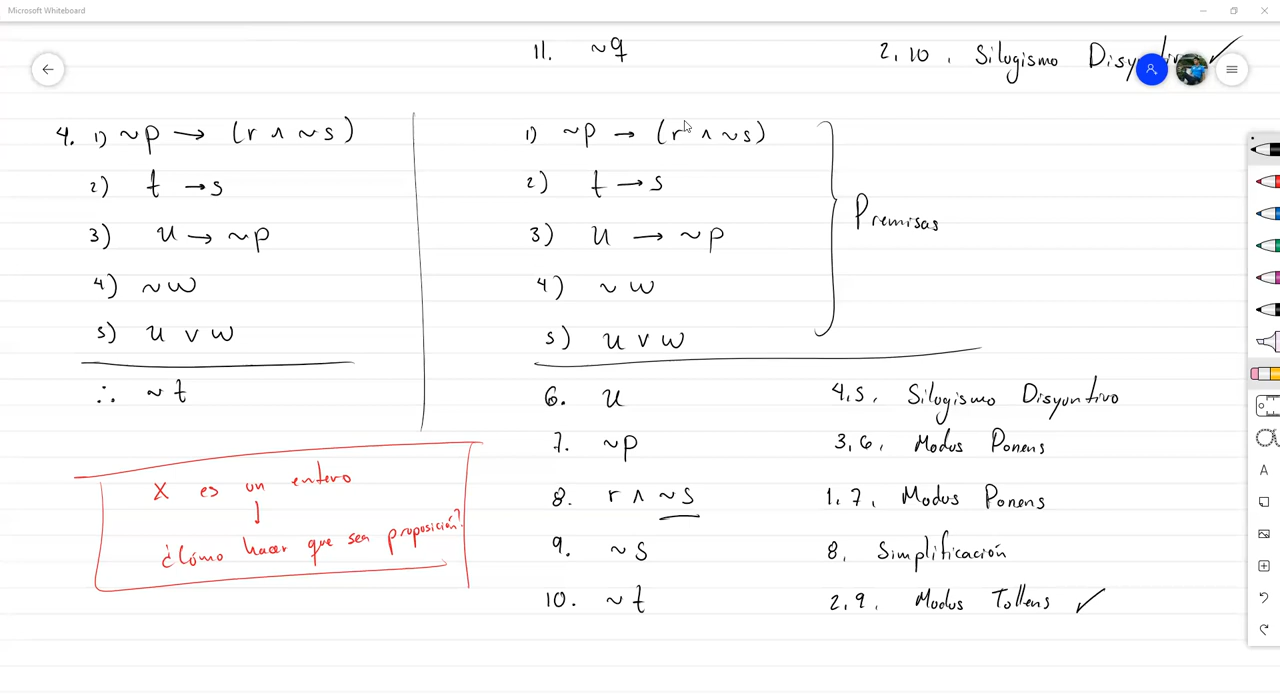 Microsoft Whiteboard
11. ~q 2, 10. Silogismo
4. 1) ~p → (r ∧ ~s)
2) t → s
3) u → ~p
4) ~w
5) u ∨ w
∴ ~t
1) ~p → (r ∧ ~s)
2) t → s
3) u → ~p
4) ~w
5) u ∨ w
Premisas
6. u 4,5. Silogismo Disyuntivo
7. ~p 3,6. Modus Ponens
8. r ∧ ~s 1,7. Modus Ponens
9. ~s 8, Simplificación
10. ~t 2,9. Modus Tollens ✓
X es un entero
↓
¿Cómo hacer que sea proposición?
A